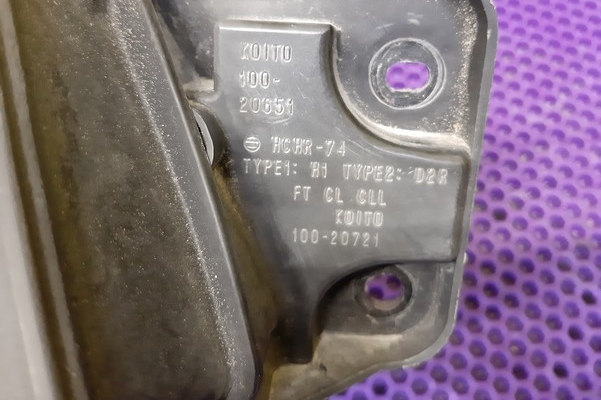 KOITO
100-
20651
HCHR-74
TYPE1: H1 TYPE2: D2R
FT CL CLL
KOITO
100-20721